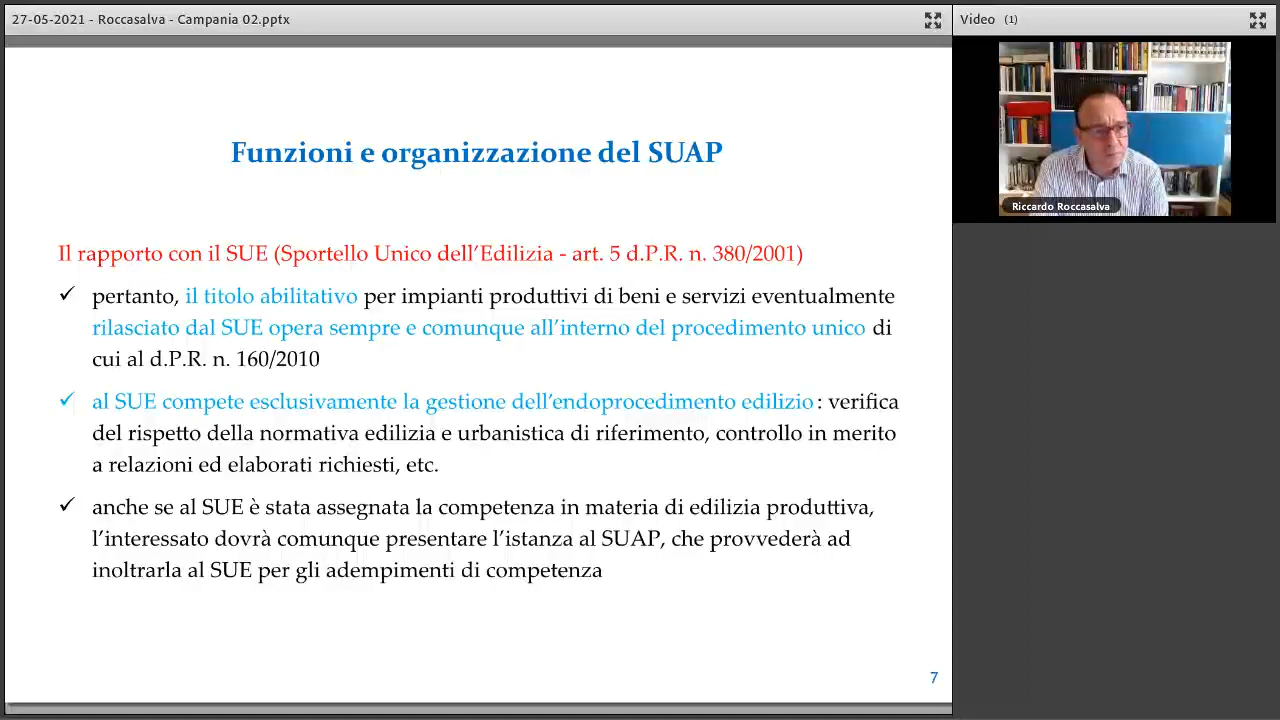 27-05-2021 - Roccasalva - Campania 02.pptx
Video (1)
Riccardo Roccasalva
Funzioni e organizzazione del SUAP
Il rapporto con il SUE (Sportello Unico dell’Edilizia - art. 5 d.P.R. n. 380/2001)
✓ pertanto, il titolo abilitativo per impianti produttivi di beni e servizi eventualmente
rilasciato dal SUE opera sempre e comunque all’interno del procedimento unico di
cui al d.P.R. n. 160/2010
✓ al SUE compete esclusivamente la gestione dell’endoprocedimento edilizio: verifica
del rispetto della normativa edilizia e urbanistica di riferimento, controllo in merito
a relazioni ed elaborati richiesti, etc.
✓ anche se al SUE è stata assegnata la competenza in materia di edilizia produttiva,
l’interessato dovrà comunque presentare l’istanza al SUAP, che provvederà ad
inoltrarla al SUE per gli adempimenti di competenza
7